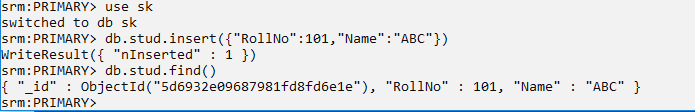 srm:PRIMARY> use sk
switched to db sk
srm:PRIMARY> db.stud.insert({"RollNo":101,"Name":"ABC"})
WriteResult({ "nInserted" : 1 })
srm:PRIMARY> db.stud.find()
{ "_id" : ObjectId("5d6932e09687981fd8fd6e1e"), "RollNo" : 101, "Name" : "ABC" }
srm:PRIMARY>